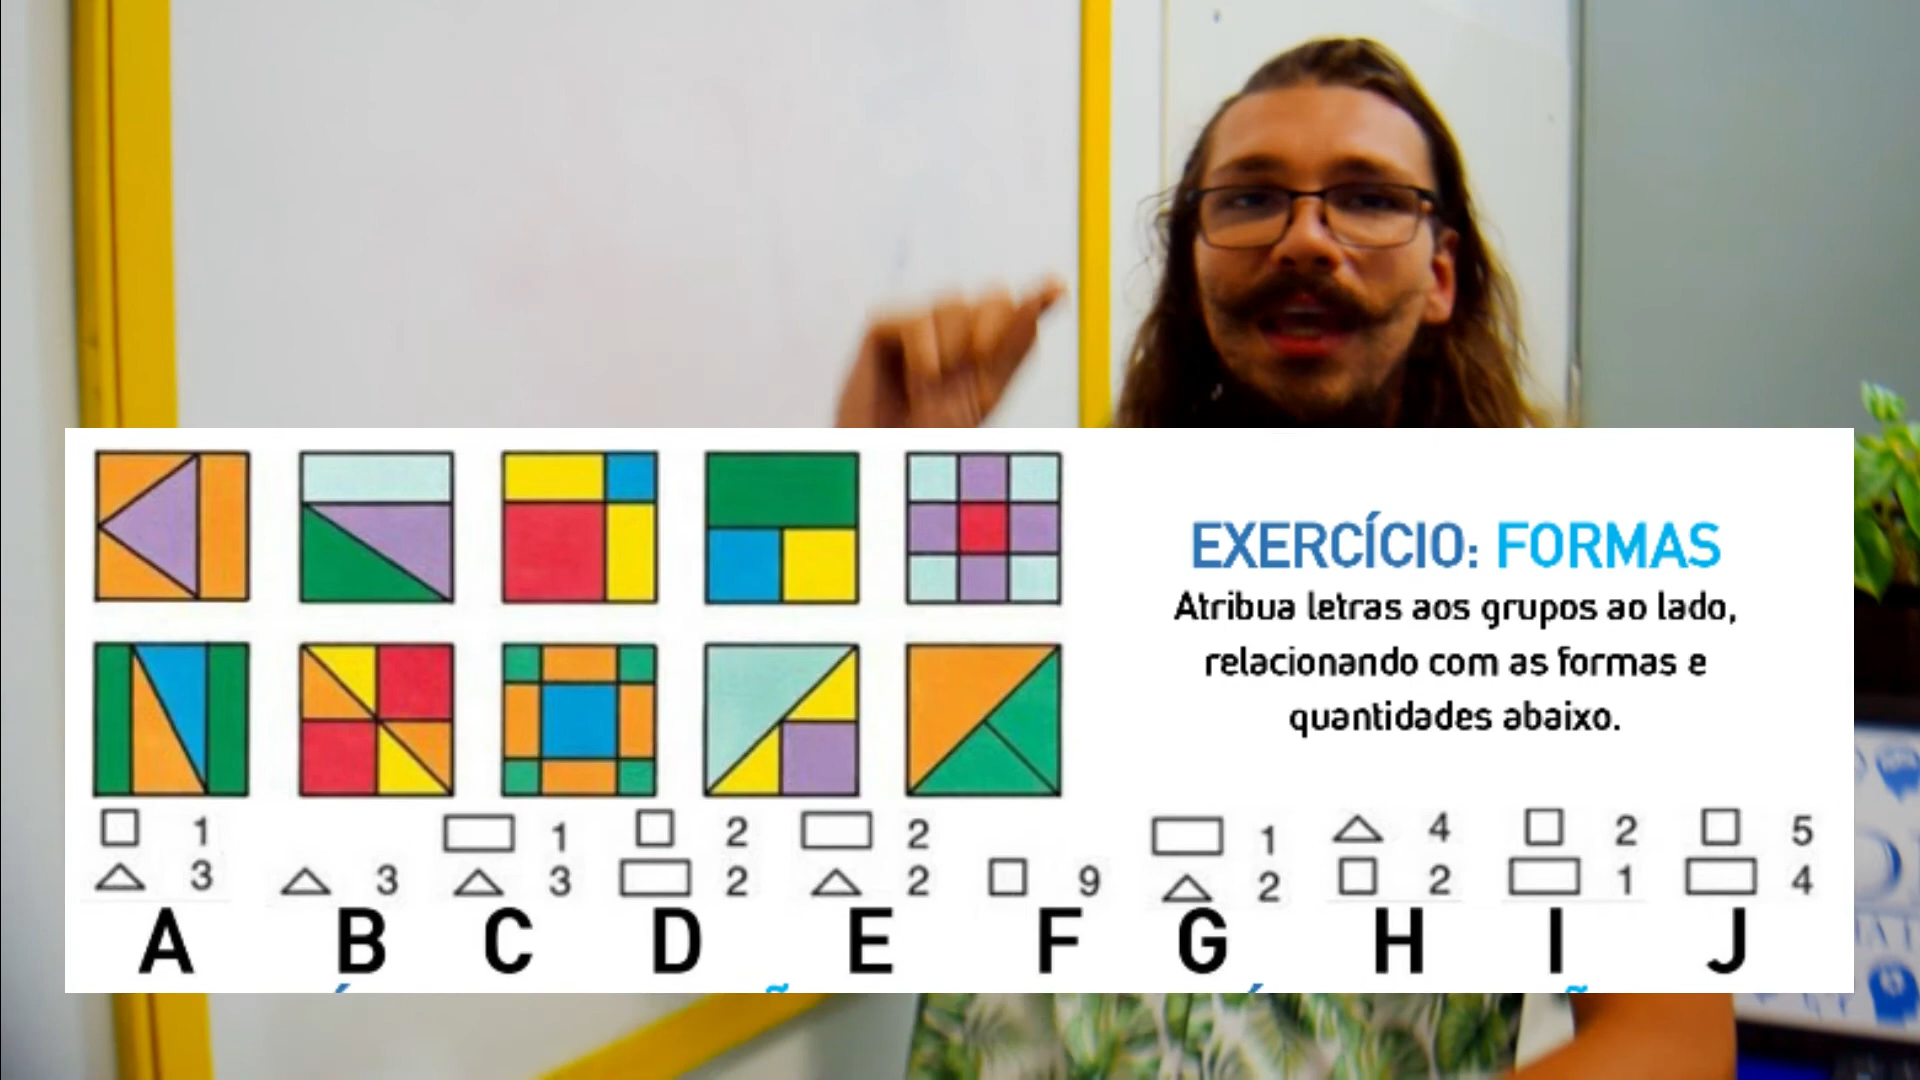 EXERCÍCIO: FORMAS
Atribua letras aos grupos ao lado,
relacionando com as formas e
quantidades abaixo.
1 1 2 2 1 4 2 5
3 3 3 2 2 9 2 2 1 4
A B C D E F G H I J